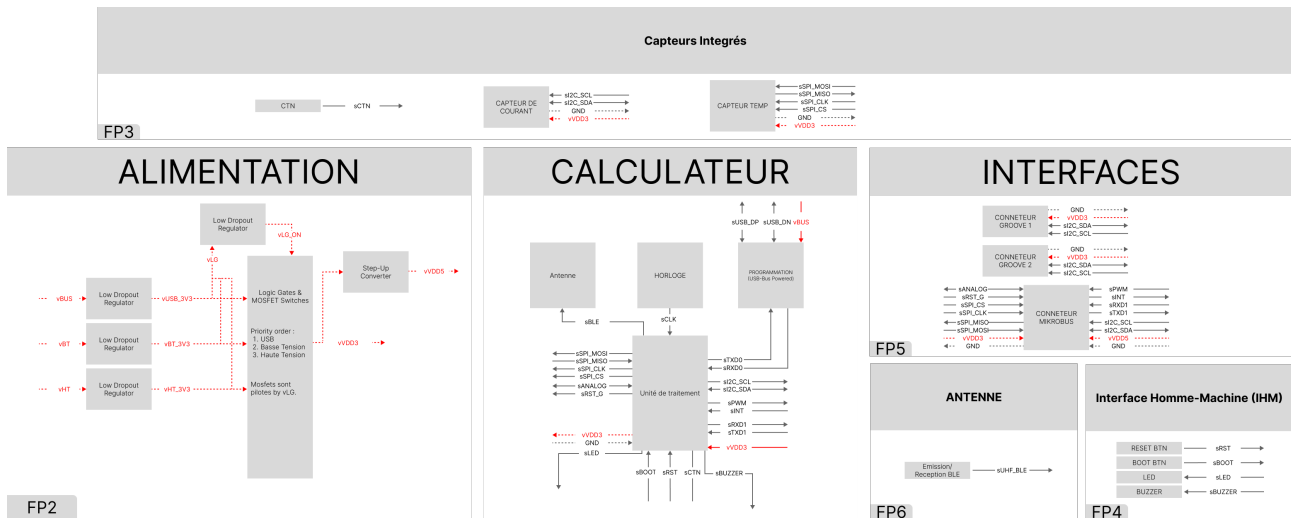 Capteurs Integrés
CTN
sCTN
CAPTEUR DE
COURANT
sI2C_SCL
sI2C_SDA
GND
vVDD3
CAPTEUR TEMP
sSPI_MOSI
sSPI_MISO
sSPI_CLK
sSPI_CS
GND
vVDD3
FP3
ALIMENTATION
Low Dropout
Regulator
vLG_ON
vLG
vBUS
Low Dropout
Regulator
vUSB_3V3
vBT
Low Dropout
Regulator
vBT_3V3
vHT
Low Dropout
Regulator
vHT_3V3
Logic Gates &
MOSFET Switches
Priority order :
1. USB
2. Basse Tension
3. Haute Tension
Mosfets sont
pilotes by vLG.
Step-Up
Converter
vVDD5
vVDD3
FP2
CALCULATEUR
sUSB_DP
sUSB_DN
vBUS
Antenne
HORLOGE
PROGRAMMATION
(USB-Bus Powered)
sBLE
sCLK
sSPI_MOSI
sSPI_MISO
sSPI_CLK
sSPI_CS
sANALOG
sRST_G
vVDD3
GND
sLED
Unité de traitement
sTXD0
sRXD0
sI2C_SCL
sI2C_SDA
sPWM
sINT
sRXD1
sTXD1
vVDD3
sBOOT
sRST
sCTN
sBUZZER
INTERFACES
CONNETEUR
GROOVE 1
GND
vVDD3
sI2C_SDA
sI2C_SCL
CONNETEUR
GROOVE 2
GND
vVDD3
sI2C_SDA
sI2C_SCL
sANALOG
sRST_G
sSPI_CS
sSPI_CLK
sSPI_MISO
sSPI_MOSI
vVDD3
GND
CONNETEUR
MIKROBUS
sPWM
sINT
sRXD1
sTXD1
sI2C_SCL
sI2C_SDA
vVDD5
GND
FP5
ANTENNE
Emission/
Reception BLE
sUHF_BLE
FP6
Interface Homme-Machine (IHM)
RESET BTN
sRST
BOOT BTN
sBOOT
LED
sLED
BUZZER
sBUZZER
FP4